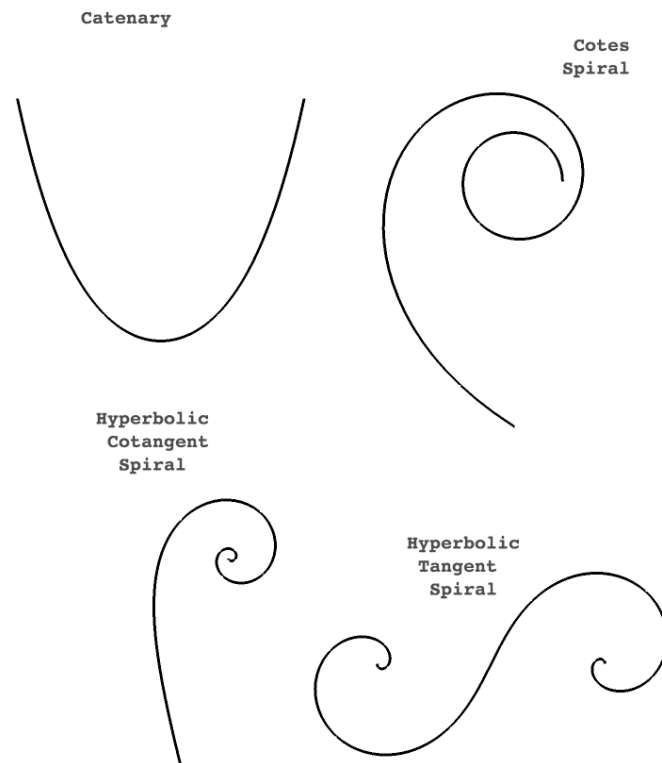 Catenary
Cotes
Spiral
Hyperbolic
Cotangent
Spiral
Hyperbolic
Tangent
Spiral